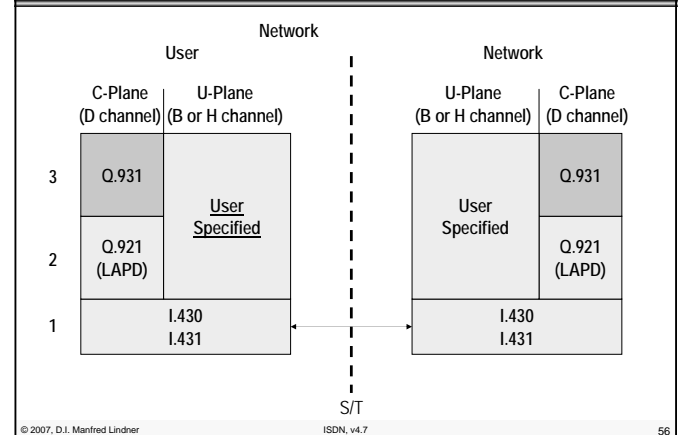 Network
User
Network
C-Plane
(D channel)
U-Plane
(B or H channel)
U-Plane
(B or H channel)
C-Plane
(D channel)
3
Q.931
User
Specified
User
Specified
Q.931
2
Q.921
(LAPD)
Q.921
(LAPD)
1
I.430
I.431
I.430
I.431
S/T
© 2007, D.I. Manfred Lindner
ISDN, v4.7
56